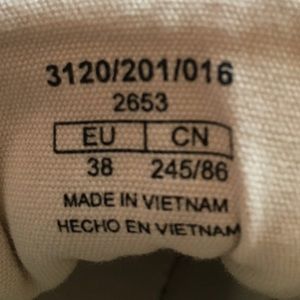 3120/201/016
2653
EU CN
38 245/86
MADE IN VIETNAM
HECHO EN VIETNAM